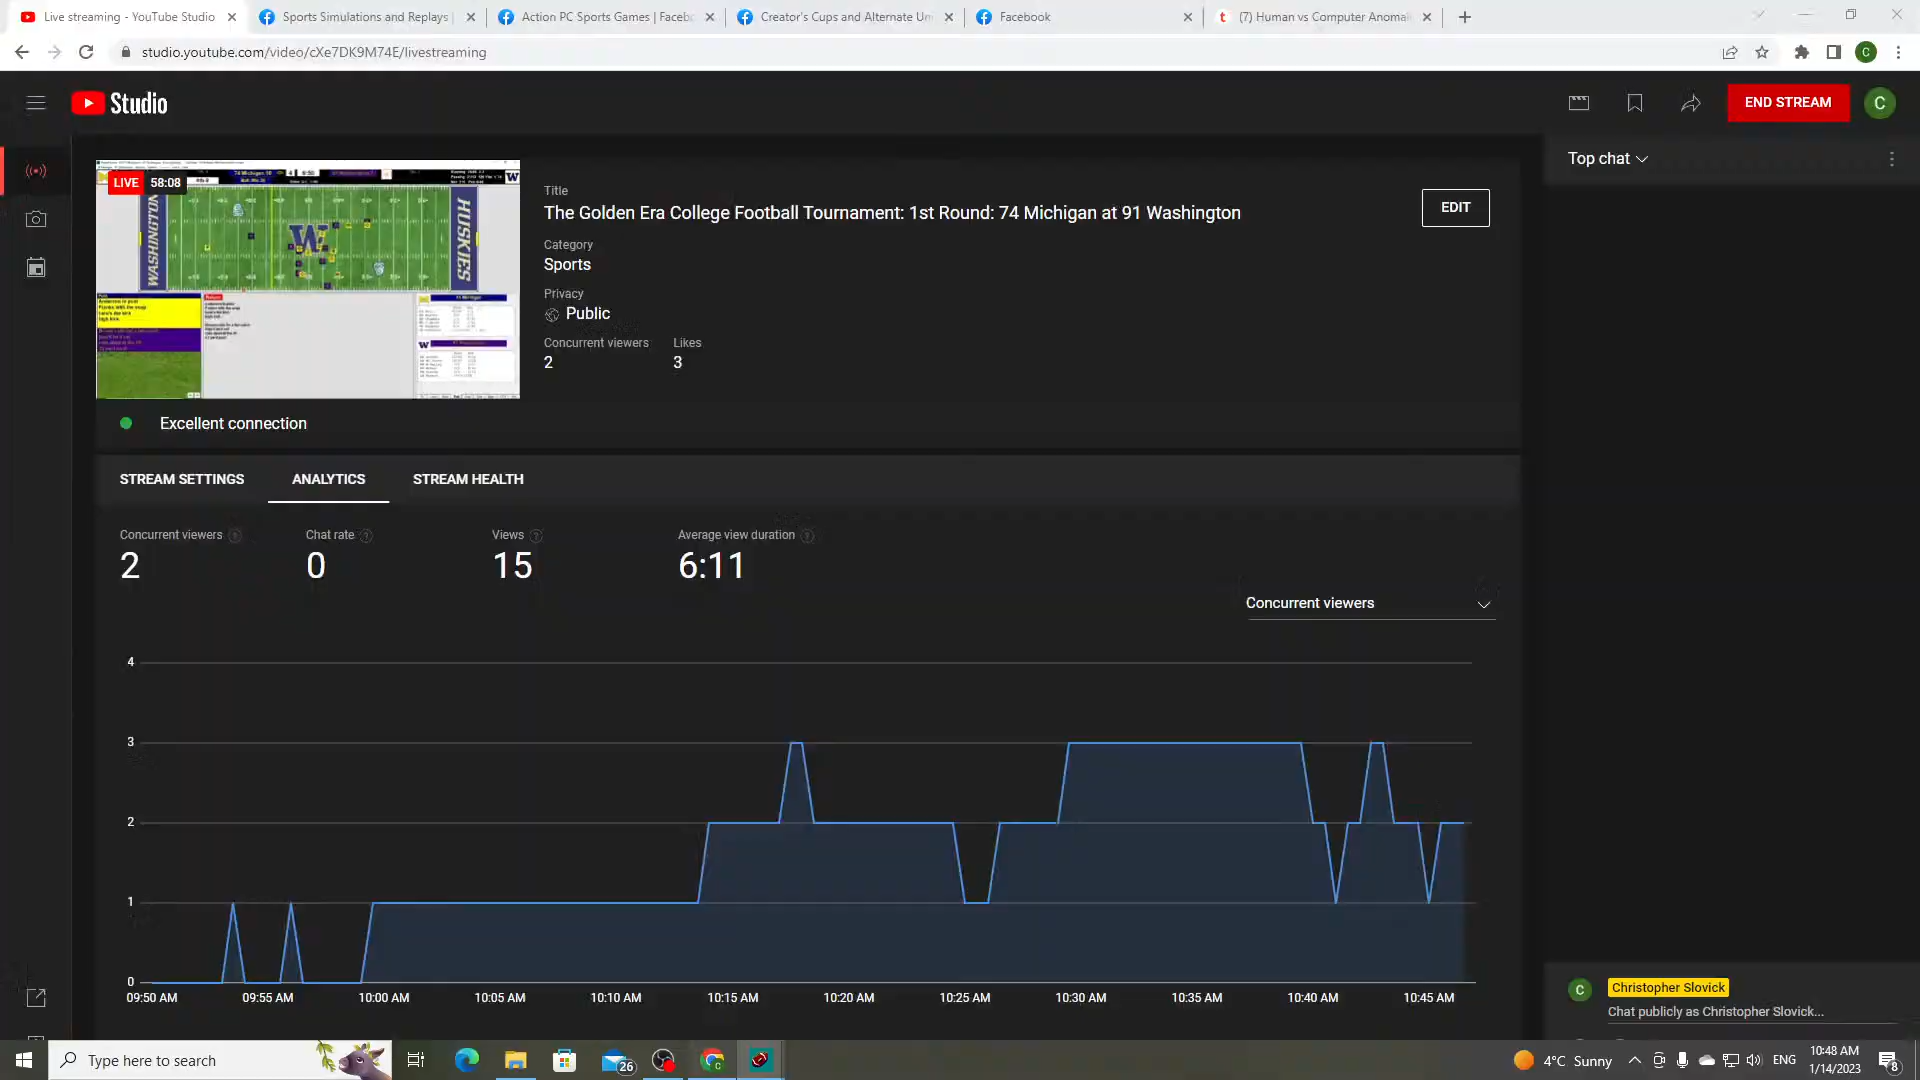 Live streaming - YouTube Studio
Sports Simulations and Replays |
Action PC Sports Games | Faceb
Creator's Cups and Alternate Un
Facebook
(7) Human vs Computer Anomal
studio.youtube.com/video/cXe7DK9M74E/livestreaming
C
Studio
END STREAM
C
LIVE 58:08
WASHINGTON
HUSKIES
W
Title
The Golden Era College Football Tournament: 1st Round: 74 Michigan at 91 Washington
EDIT
Category
Sports
Privacy
Public
Concurrent viewers Likes
2 3
Top chat
Excellent connection
STREAM SETTINGS ANALYTICS STREAM HEALTH
Concurrent viewers Chat rate Views Average view duration
2 0 15 6:11
Concurrent viewers
4
3
2
1
0
09:50 AM 09:55 AM 10:00 AM 10:05 AM 10:10 AM 10:15 AM 10:20 AM 10:25 AM 10:30 AM 10:35 AM 10:40 AM 10:45 AM
C
Christopher Slovick
Chat publicly as Christopher Slovick...
Type here to search
26
4°C Sunny
ENG
10:48 AM
1/14/2023
8